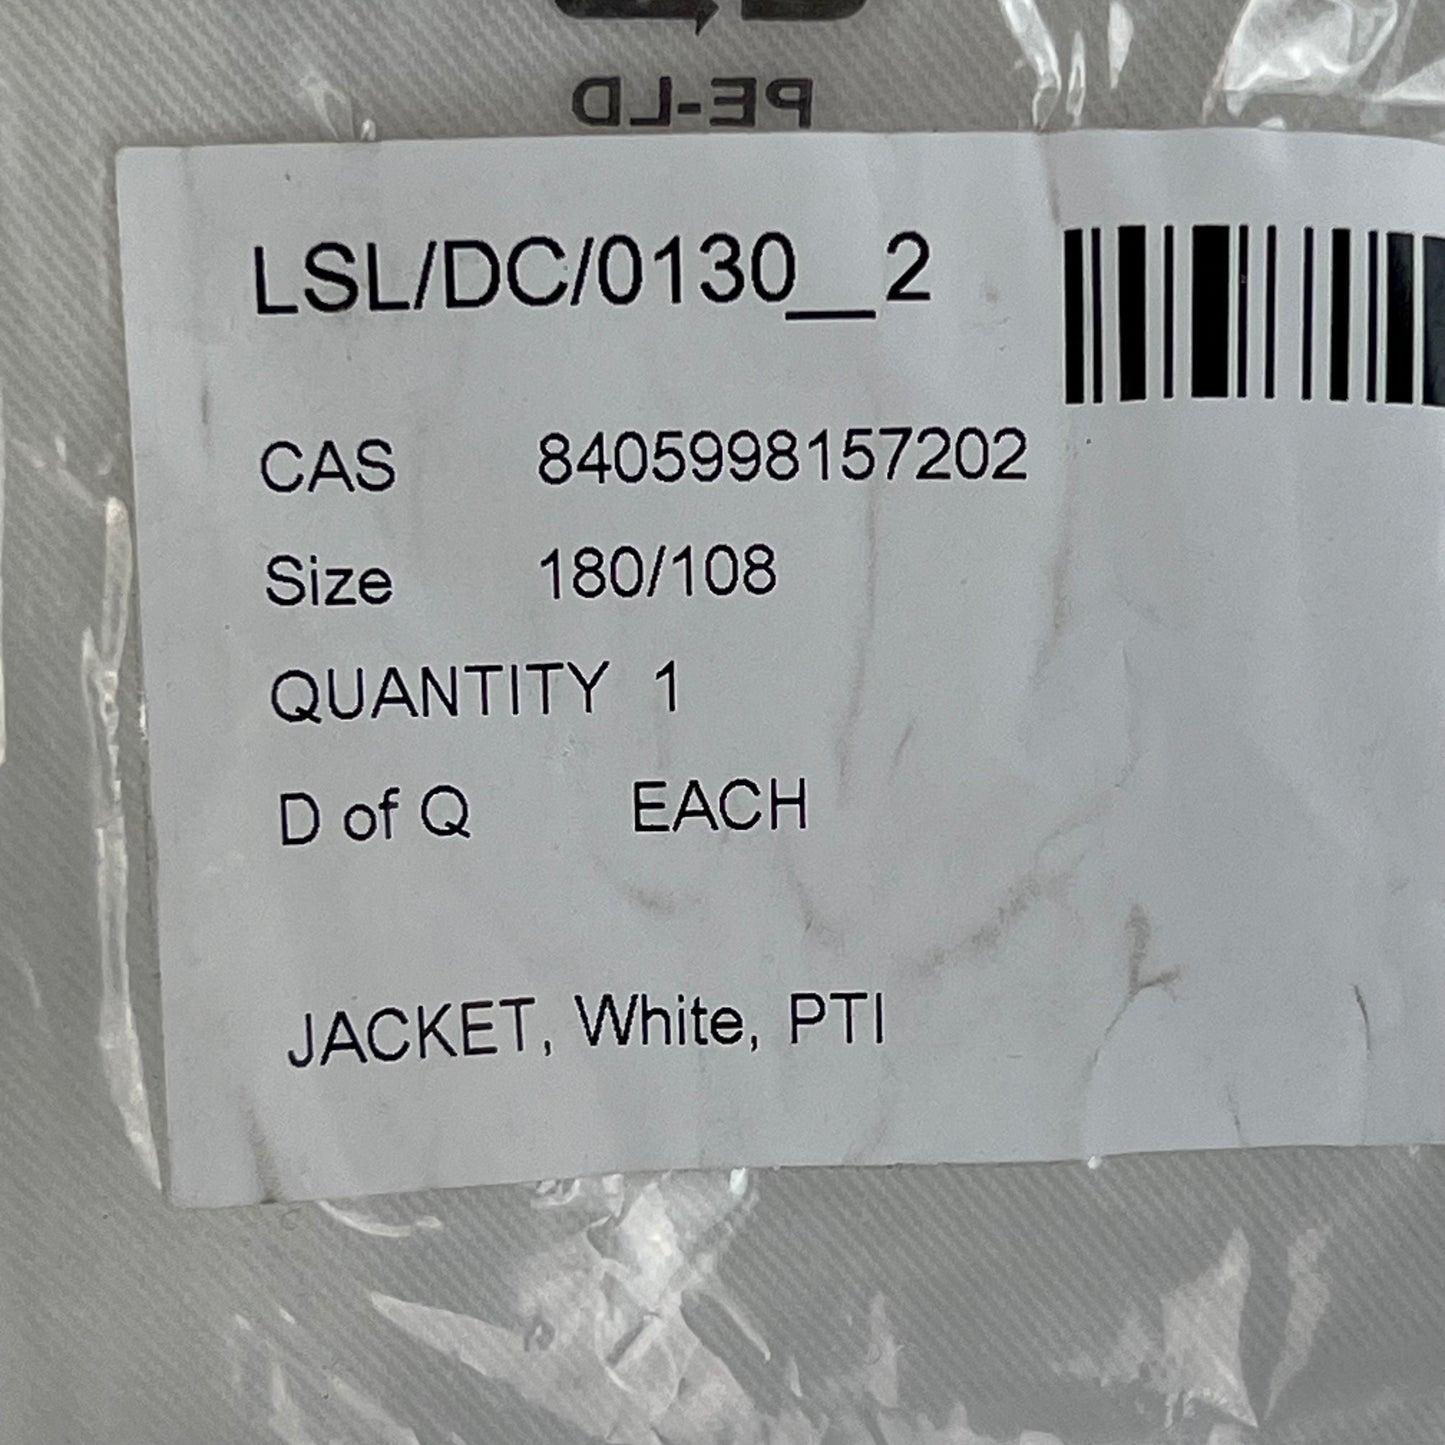 PE-LD
LSL/DC/0130__2
CAS 8405998157202
Size 180/108
QUANTITY 1
D of Q EACH
JACKET, White, PTI